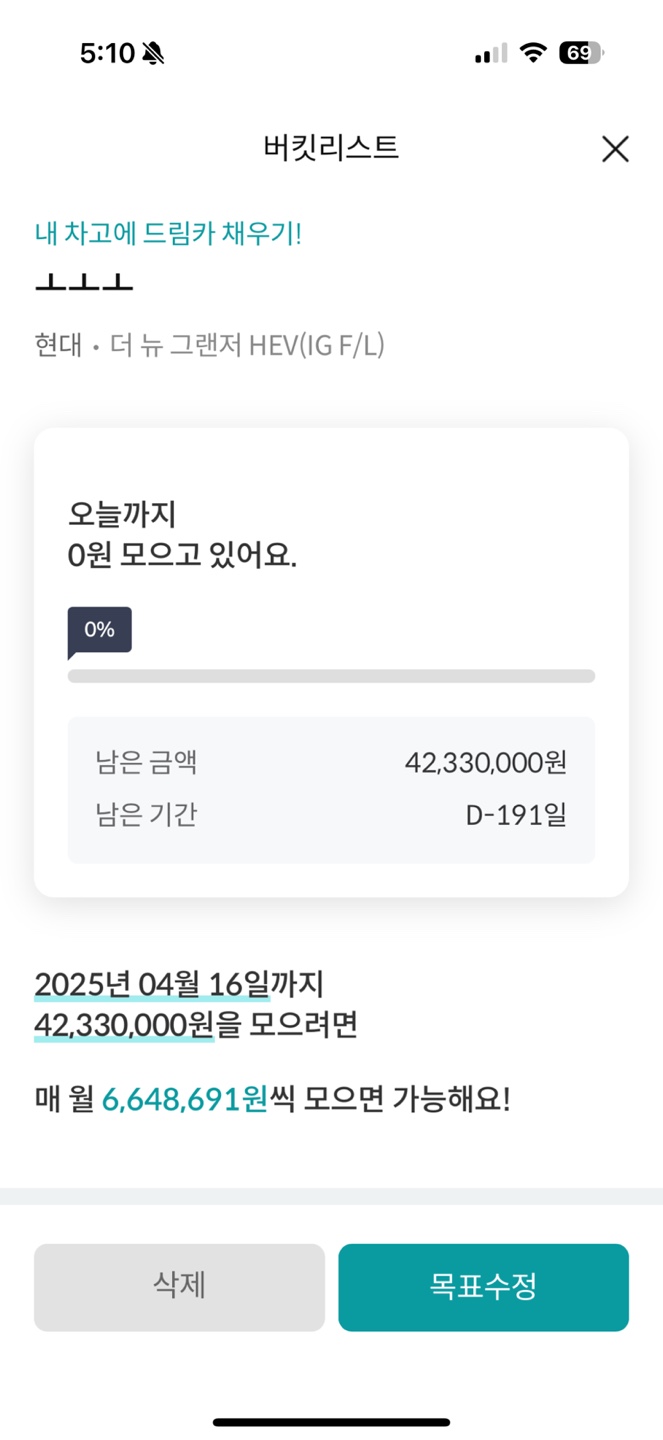 5:10
69
버킷리스트
내 차고에 드림카 채우기!
ㅗㅗㅗ
현대 • 더 뉴 그랜저 HEV(IG F/L)
오늘까지
0원 모으고 있어요.
0%
남은 금액 42,330,000원
남은 기간 D-191일
2025년 04월 16일까지
42,330,000원을 모으려면
매 월 6,648,691원씩 모으면 가능해요!
삭제 목표수정